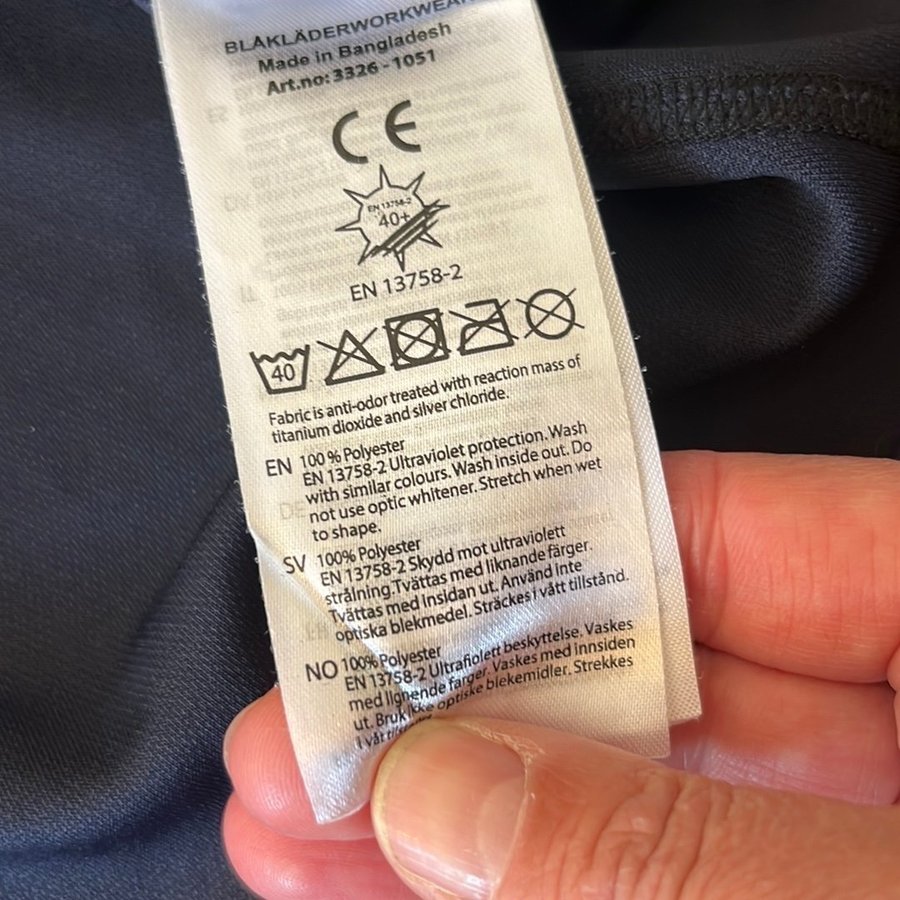 BLÅKLÄDERWORKWEAR
Made in Bangladesh
Art.no: 3326 - 1051
CE
EN 13758-2
40+
EN 13758-2
40
Fabric is anti-odor treated with reaction mass of
titanium dioxide and silver chloride.
EN 100 % Polyester
EN 13758-2 Ultraviolet protection. Wash
with similar colours. Wash inside out. Do
not use optic whitener. Stretch when wet
to shape.
SV 100% Polyester
EN 13758-2 Skydd mot ultraviolett
strålning.Tvättas med liknande färger.
Tvättas med insidan ut. Använd inte
optiska blekmedel. Sträckes i vått tillstånd.
NO 100% Polyester
EN 13758-2 Ultrafiolett beskyttelse. Vaskes
med lignende farger. Vaskes med innsiden
ut. Bruk ikke optiske blekemidler. Strekkes
i våt